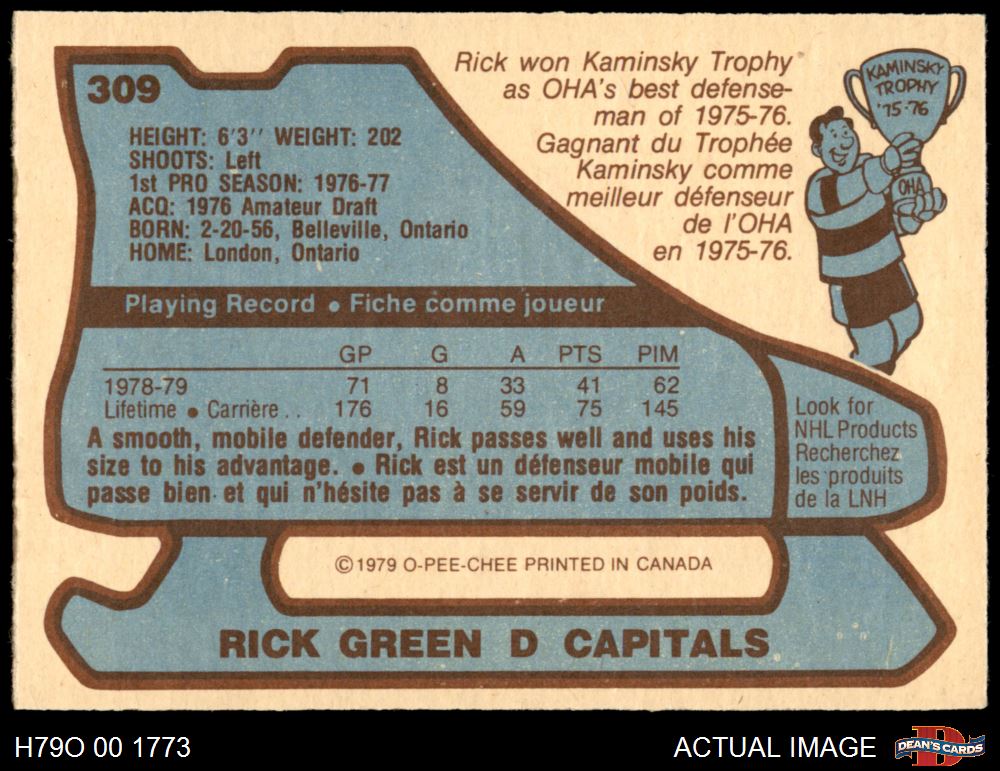 309
HEIGHT: 6'3'' WEIGHT: 202
SHOOTS: Left
1st PRO SEASON: 1976-77
ACQ: 1976 Amateur Draft
BORN: 2-20-56, Belleville, Ontario
HOME: London, Ontario
Rick won Kaminsky Trophy
as OHA's best defense-
man of 1975-76.
Gagnant du Trophée
Kaminsky comme
meilleur défenseur
de l'OHA
en 1975-76.
KAMINSKY
TROPHY
'75-76
OHA
Playing Record • Fiche comme joueur
GP G A PTS PIM
1978-79 71 8 33 41 62
Lifetime • Carrière . . 176 16 59 75 145
A smooth, mobile defender, Rick passes well and uses his
size to his advantage. • Rick est un défenseur mobile qui
passe bien et qui n'hésite pas à se servir de son poids.
Look for
NHL Products
Recherchez
les produits
de la LNH
©1979 O-PEE-CHEE PRINTED IN CANADA
RICK GREEN D CAPITALS
H79O 00 1773
ACTUAL IMAGE
D
DEAN'S CARDS